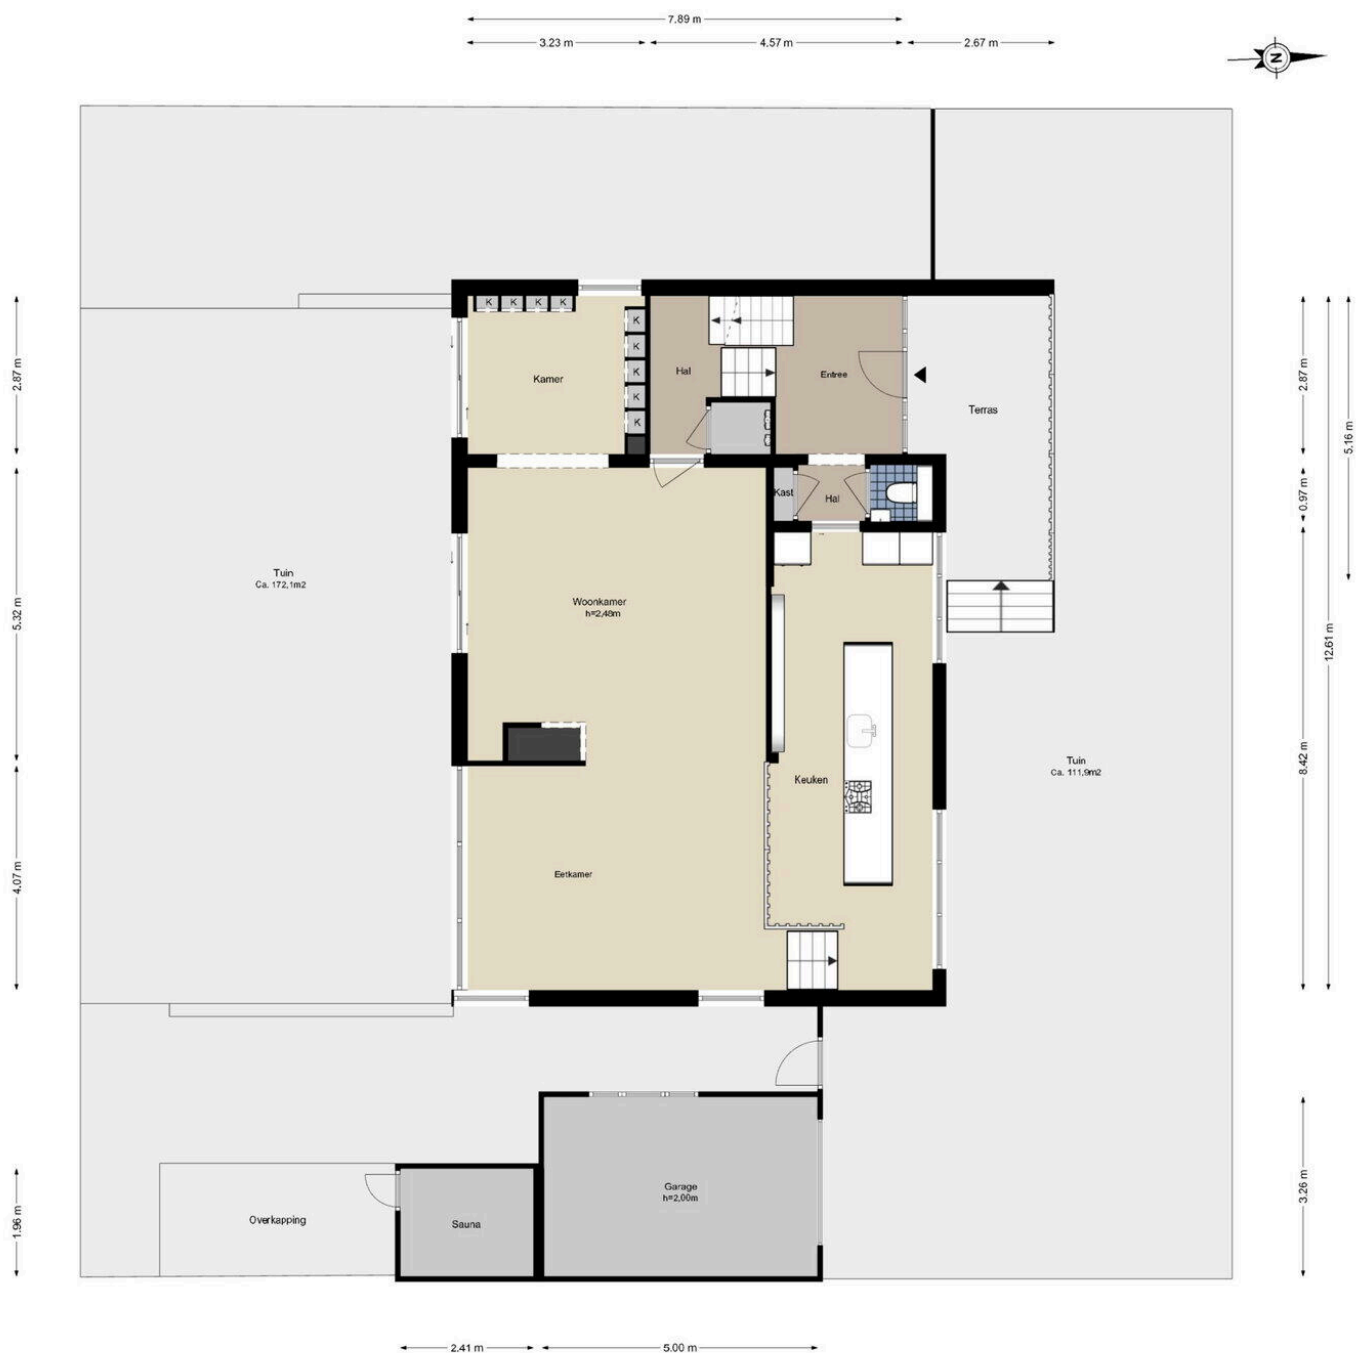 7.89 m
3.23 m
4.57 m
2.67 m
N
K K K K
K
K
K
K
K
Kamer
Hal
Entree
Terras
Kast
Hal
Tuin
Ca. 172,1m2
Woonkamer
h=2,48m
Keuken
Tuin
Ca. 111,9m2
Eetkamer
Garage
h=2,00m
Overkapping
Sauna
2.87 m
5.32 m
4.07 m
1.96 m
2.87 m
0.97 m
8.42 m
3.26 m
12.61 m
5.16 m
2.41 m
5.00 m